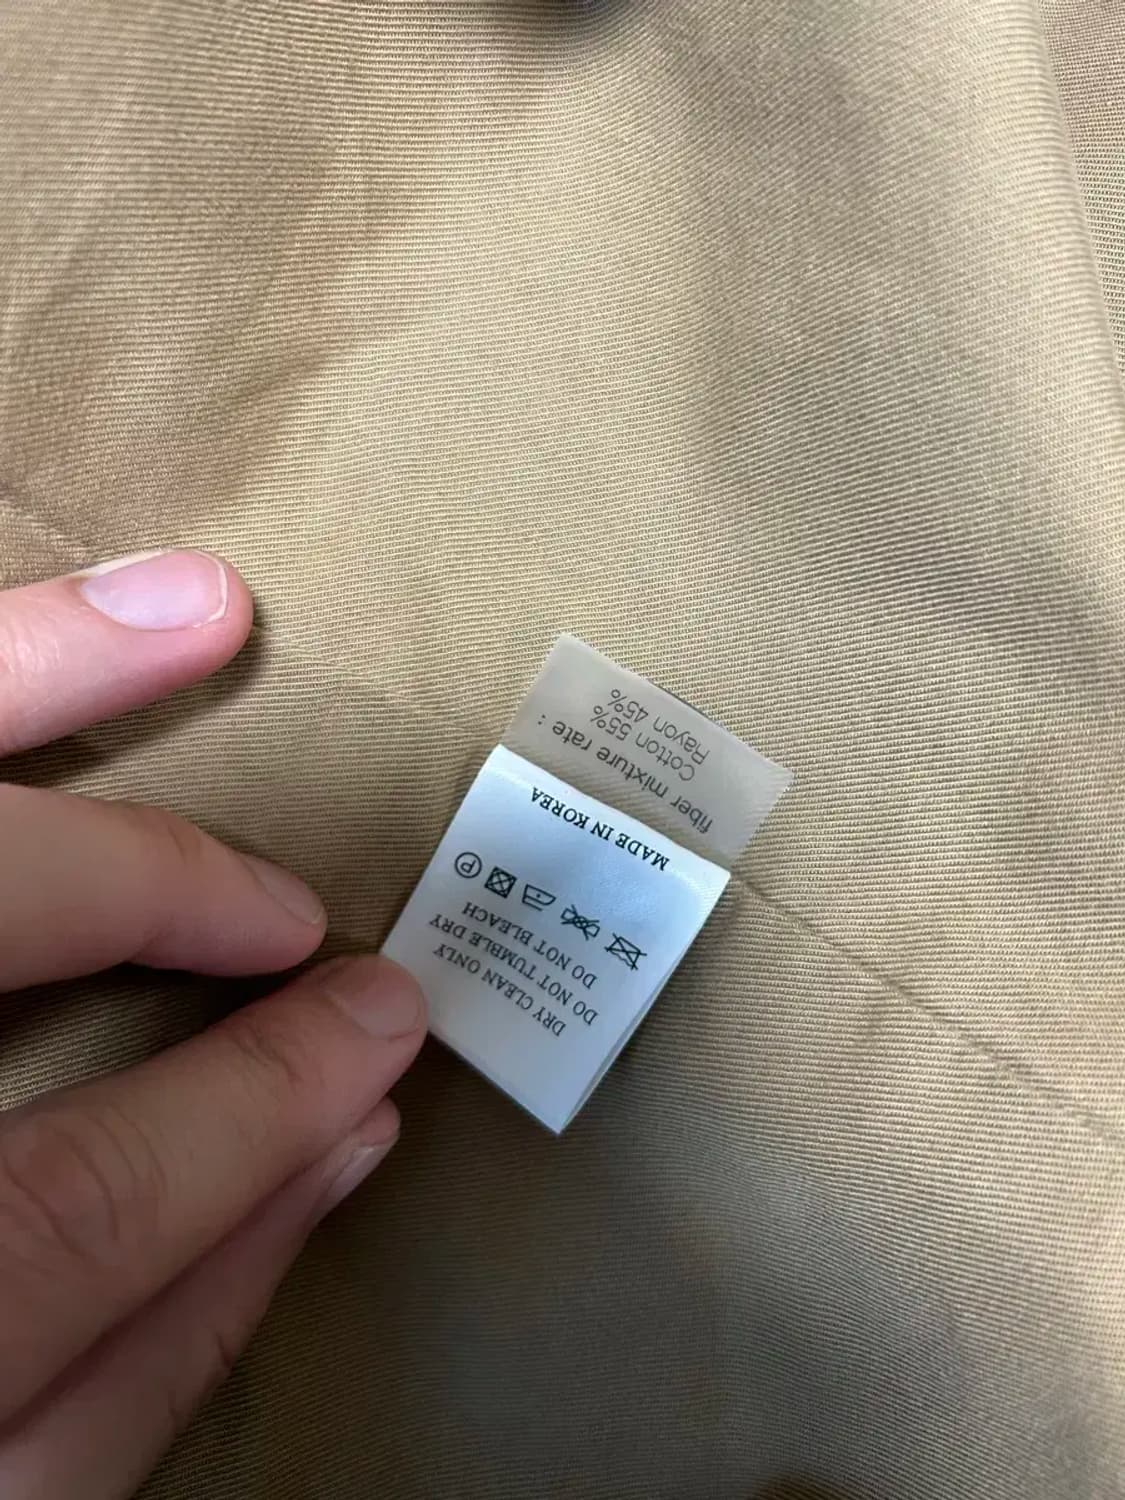 fiber mixture rate :
Cotton 55%
Rayon 45%
MADE IN KOREA
P
DO NOT BLEACH
DO NOT TUMBLE DRY
DRY CLEAN ONLY